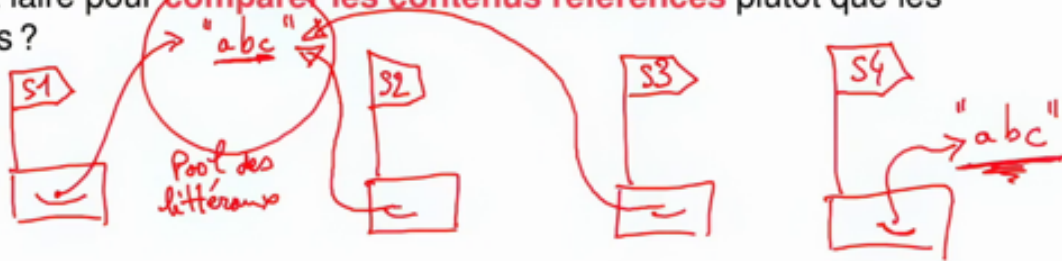 faire pour comparer les contenus référencés plutôt que les
s ?
"abc"
S1
S2
S3
S4
"abc"
Pool des
littéraux